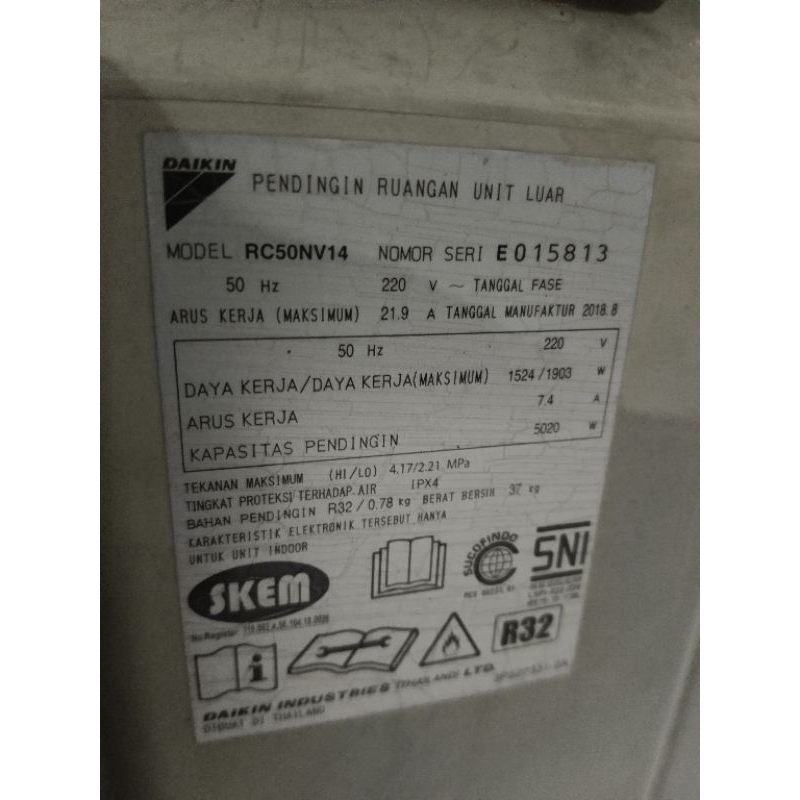 DAIKIN
PENDINGIN RUANGAN UNIT LUAR
MODEL RC50NV14 NOMOR SERI E015813
50 Hz 220 V ~ TANGGAL FASE
ARUS KERJA (MAKSIMUM) 21.9 A TANGGAL MANUFAKTUR 2018.8
50 Hz 220 V
DAYA KERJA/DAYA KERJA(MAKSIMUM) 1524/1903 W
ARUS KERJA 7.4 A
KAPASITAS PENDINGIN 5020 W
TEKANAN MAKSIMUM (HI/LO) 4.17/2.21 MPa
TINGKAT PROTEKSI TERHADAP AIR IPX4
BAHAN PENDINGIN R32 / 0.78 kg BERAT BERSIH 37 kg
KARAKTERISTIK ELEKTRONIK TERSEBUT HANYA
UNTUK UNIT INDOOR
SUCOFINDO
SNI
SKEM
No.Register
i
R32
DAIKIN INDUSTRIES (THAILAND) LTD.
DIBUAT DI THAILAND